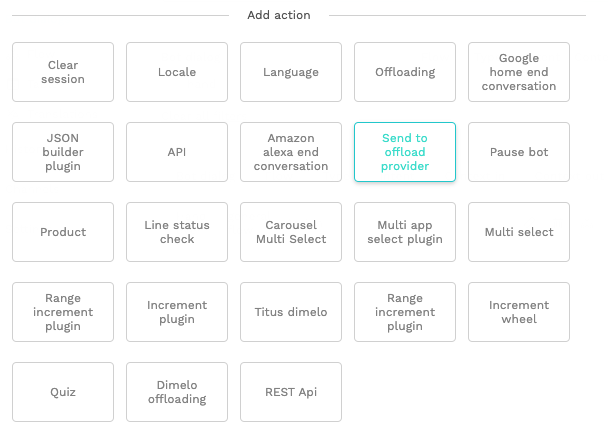 Add action
Clear
session
Locale
Language
Offloading
Google
home end
conversation
JSON
builder
plugin
API
Amazon
alexa end
conversation
Send to
offload
provider
Pause bot
Product
Line status
check
Carousel
Multi Select
Multi app
select plugin
Multi select
Range
increment
plugin
Increment
plugin
Titus dimelo
Range
increment
plugin
Increment
wheel
Quiz
Dimelo
offloading
REST Api